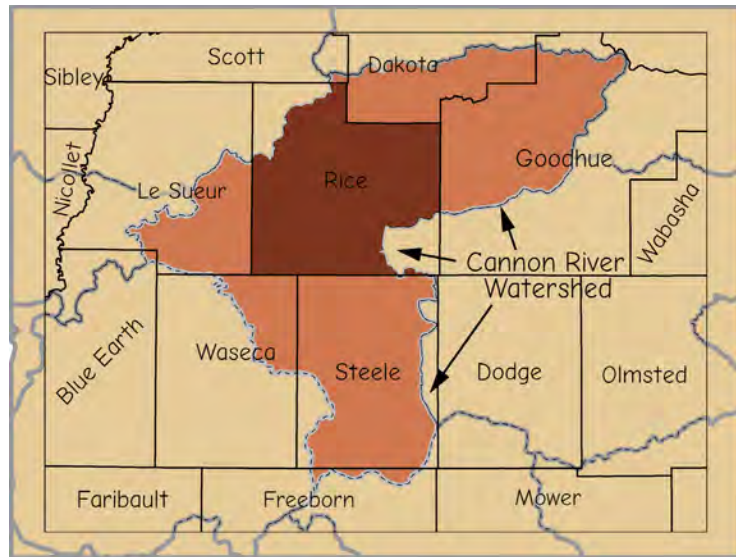 Scott
Dakota
Sibley
Nicollet
Le Sueur
Rice
Goodhue
Wabasha
Cannon River
Watershed
Blue Earth
Waseca
Steele
Dodge
Olmsted
Faribault
Freeborn
Mower